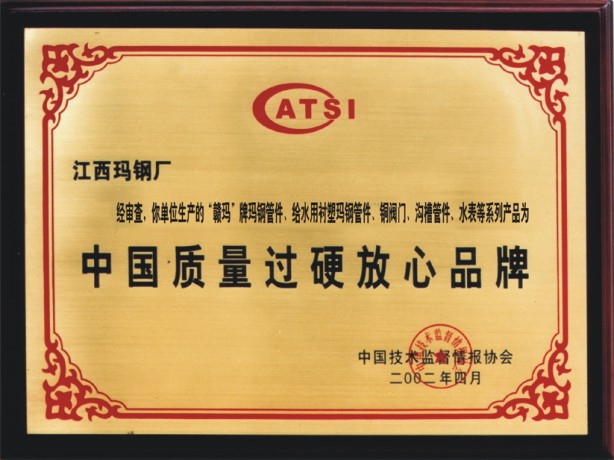 CATSI
江西玛钢厂
经审查，你单位生产的“赣玛”牌玛钢管件、给水用衬塑玛钢管件、铜阀门、沟槽管件、水表等系列产品为
中国质量过硬放心品牌
中国技术监督情报协会
二〇〇二年四月